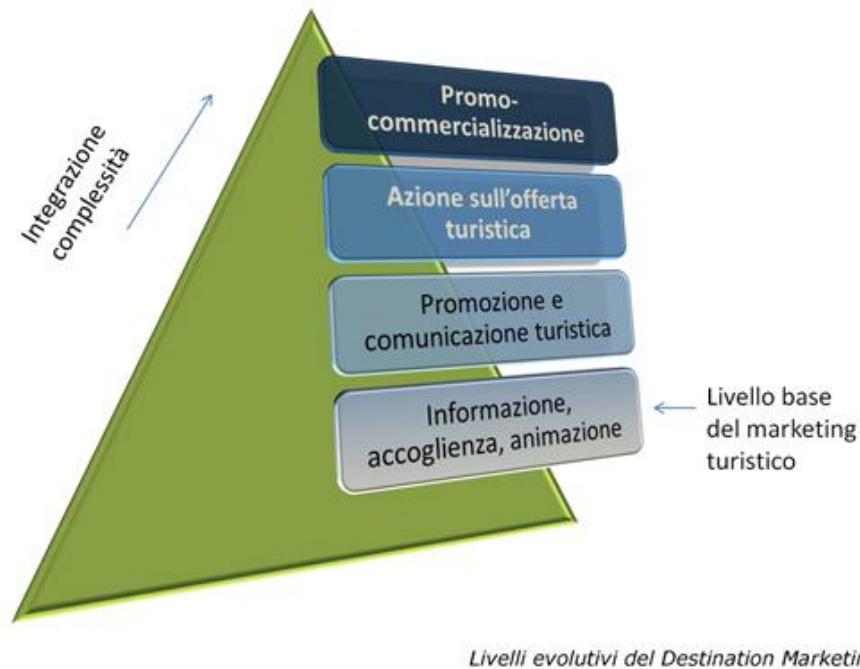 Promo-
commercializzazione
Integrazione
complessità
Azione sull'offerta
turistica
Promozione e
comunicazione turistica
Informazione,
accoglienza, animazione
Livello base
del marketing
turistico
Livelli evolutivi del Destination